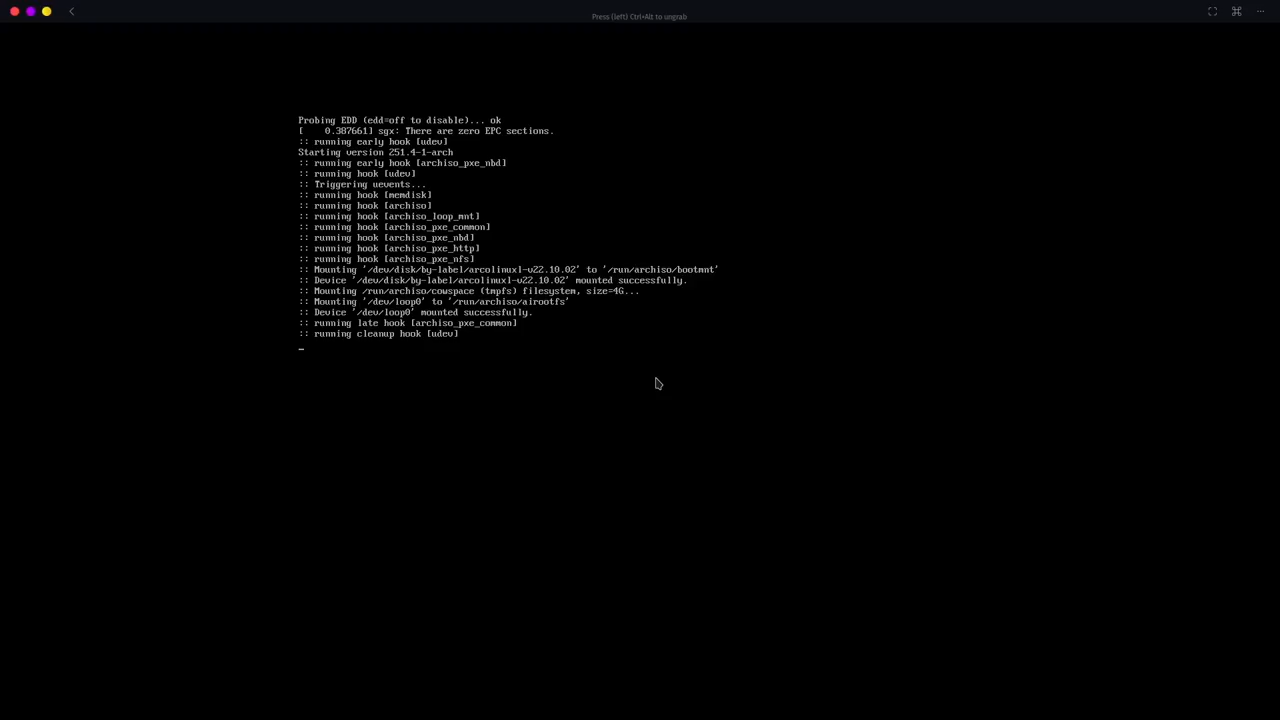 Press (left) Ctrl+Alt to ungrab
Probing EDD (edd=off to disable)... ok
[    0.387661] sgx: There are zero EPC sections.
:: running early hook [udev]
Starting version 251.4-1-arch
:: running early hook [archiso_pxe_nbd]
:: running hook [udev]
:: Triggering uevents...
:: running hook [memdisk]
:: running hook [archiso]
:: running hook [archiso_loop_mnt]
:: running hook [archiso_pxe_common]
:: running hook [archiso_pxe_nbd]
:: running hook [archiso_pxe_http]
:: running hook [archiso_pxe_nfs]
:: Mounting '/dev/disk/by-label/arcolinuxl-v22.10.02' to '/run/archiso/bootmnt'
:: Device '/dev/disk/by-label/arcolinuxl-v22.10.02' mounted successfully.
:: Mounting /run/archiso/cowspace (tmpfs) filesystem, size=4G...
:: Mounting '/dev/loop0' to '/run/archiso/airootfs'
:: Device '/dev/loop0' mounted successfully.
:: running late hook [archiso_pxe_common]
:: running cleanup hook [udev]